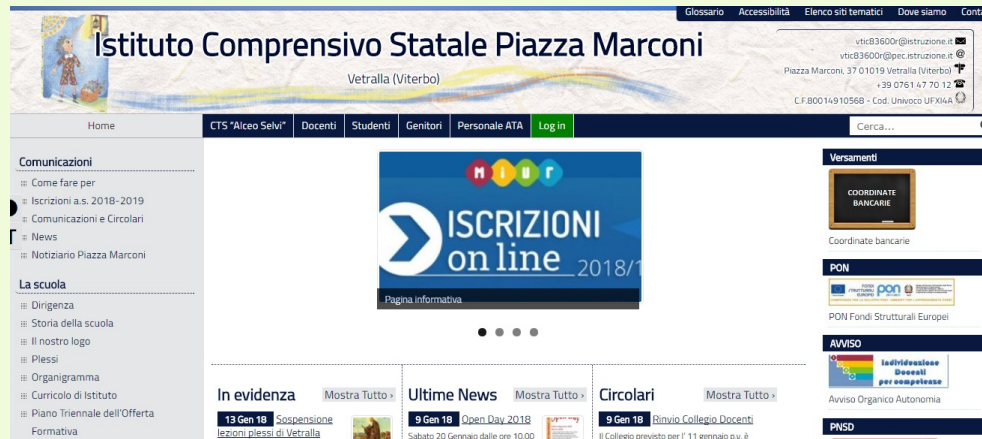 Glossario Accessibilità Elenco siti tematici Dove siamo
Istituto Comprensivo Statale Piazza Marconi
Vetralla (Viterbo)
vtic83600r@istruzione.it
vtic83600r@pec.istruzione.it
Piazza Marconi, 37 01019 Vetralla (Viterbo)
+39 0761 47 70 12
C.F.80014910568 - Cod. Univoco UFXI4A
Home
CTS "Alceo Selvi" Docenti Studenti Genitori Personale ATA Log in
Cerca...
Comunicazioni
Come fare per
Iscrizioni a.s. 2018-2019
Comunicazioni e Circolari
News
Notiziario Piazza Marconi
La scuola
Dirigenza
Storia della scuola
Il nostro logo
Plessi
Organigramma
Curricolo di Istituto
Piano Triennale dell'Offerta
Formativa
MIUR
ISCRIZIONI
on line 2018/1
Pagina informativa
In evidenza Mostra Tutto ›
13 Gen 18 Sospensione
lezioni plessi di Vetralla
Ultime News Mostra Tutto ›
9 Gen 18 Open Day 2018
Sabato 20 Gennaio dalle ore 10.00
Circolari Mostra Tutto ›
9 Gen 18 Rinvio Collegio Docenti
Il Collegio previsto per l' 11 gennaio p.v. è
Versamenti
COORDINATE
BANCARIE
Coordinate bancarie
PON
FONDI
STRUTTURALI
EUROPEI
pon
PON Fondi Strutturali Europei
AVVISO
Individuazione
Docenti
per competenze
Avviso Organico Autonomia
PNSD